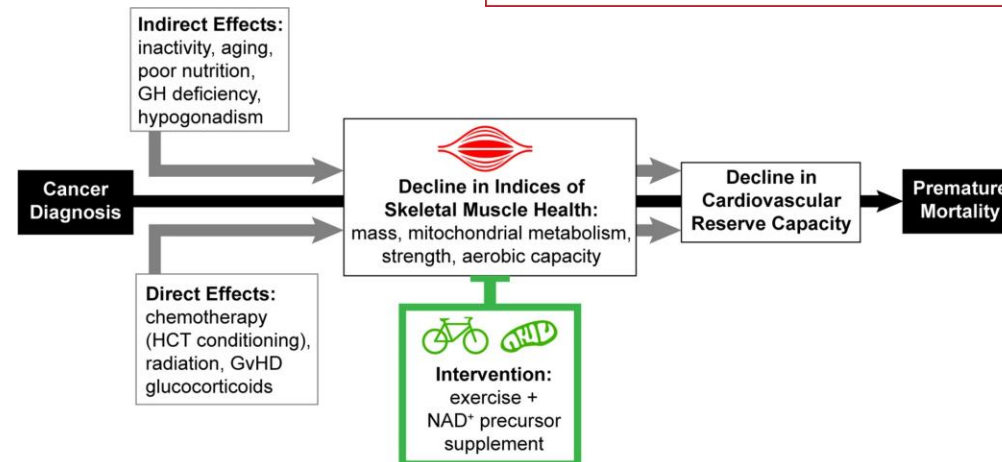 Indirect Effects:
inactivity, aging,
poor nutrition,
GH deficiency,
hypogonadism
Cancer
Diagnosis
Decline in Indices of
Skeletal Muscle Health:
mass, mitochondrial metabolism,
strength, aerobic capacity
Decline in
Cardiovascular
Reserve Capacity
Premature
Mortality
Direct Effects:
chemotherapy
(HCT conditioning),
radiation, GvHD
glucocorticoids
Intervention:
exercise +
NAD⁺ precursor
supplement